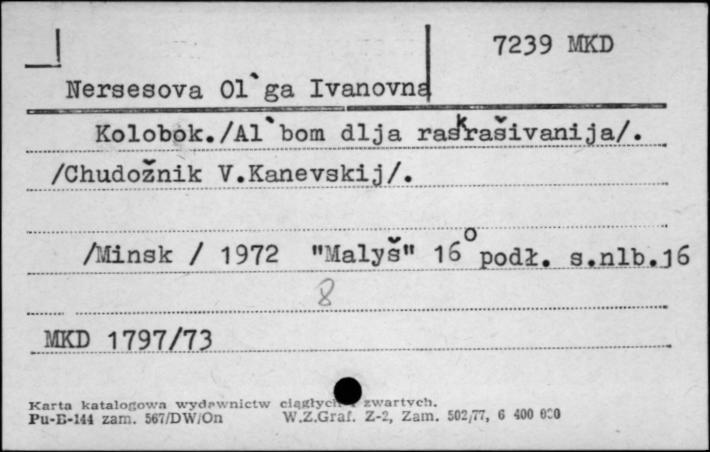 7239 MKD
Nersesova Ol`ga Ivanovna
Kolobok./Al`bom dlja raskrašivanija/.
/Chudožnik V.Kanevskij/.
/Minsk / 1972 "Malyš" 16° podł. s.nlb.16
8
MKD 1797/73
Karta katalogowa wydawnictw ciągłych i zwartych.
Pu-B-144 zam. 567/DW/On W.Z.Graf. Z-2, Zam. 502/77, 6 400 000